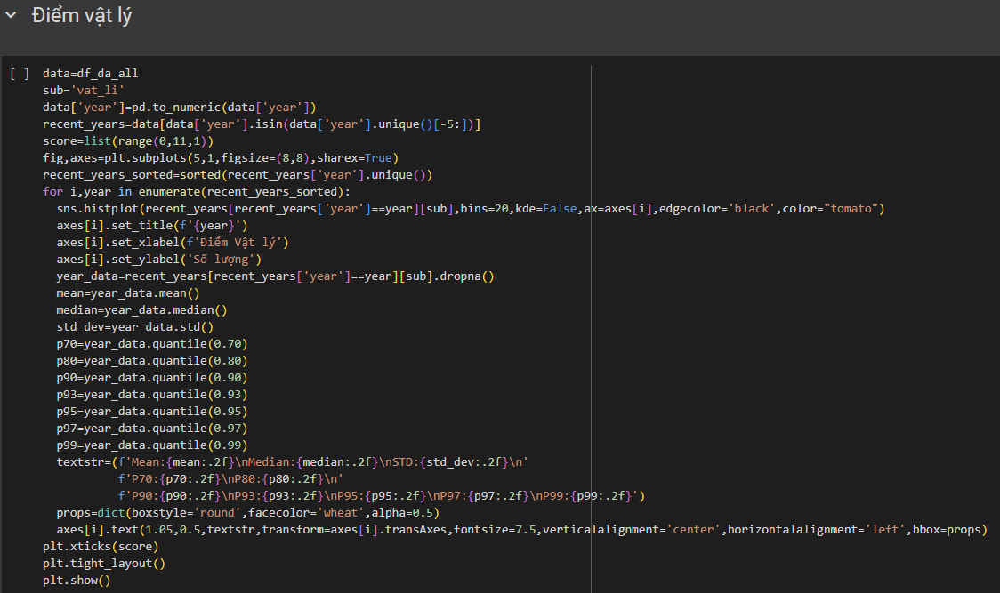 Điểm vật lý
[ ] data=df_da_all
sub='vat_li'
data['year']=pd.to_numeric(data['year'])
recent_years=data[data['year'].isin(data['year'].unique()[-5:])]
score=list(range(0,11,1))
fig,axes=plt.subplots(5,1,figsize=(8,8),sharex=True)
recent_years_sorted=sorted(recent_years['year'].unique())
for i,year in enumerate(recent_years_sorted):
  sns.histplot(recent_years[recent_years['year']==year][sub],bins=20,kde=False,ax=axes[i],edgecolor='black',color="tomato")
  axes[i].set_title(f'{year}')
  axes[i].set_xlabel(f'Điểm Vật lý')
  axes[i].set_ylabel('Số lượng')
  year_data=recent_years[recent_years['year']==year][sub].dropna()
  mean=year_data.mean()
  median=year_data.median()
  std_dev=year_data.std()
  p70=year_data.quantile(0.70)
  p80=year_data.quantile(0.80)
  p90=year_data.quantile(0.90)
  p93=year_data.quantile(0.93)
  p95=year_data.quantile(0.95)
  p97=year_data.quantile(0.97)
  p99=year_data.quantile(0.99)
  textstr=(f'Mean:{mean:.2f}\nMedian:{median:.2f}\nSTD:{std_dev:.2f}\n'
           f'P70:{p70:.2f}\nP80:{p80:.2f}\n'
           f'P90:{p90:.2f}\nP93:{p93:.2f}\nP95:{p95:.2f}\nP97:{p97:.2f}\nP99:{p99:.2f}')
  props=dict(boxstyle='round',facecolor='wheat',alpha=0.5)
  axes[i].text(1.05,0.5,textstr,transform=axes[i].transAxes,fontsize=7.5,verticalalignment='center',horizontalalignment='left',bbox=props)
plt.xticks(score)
plt.tight_layout()
plt.show()